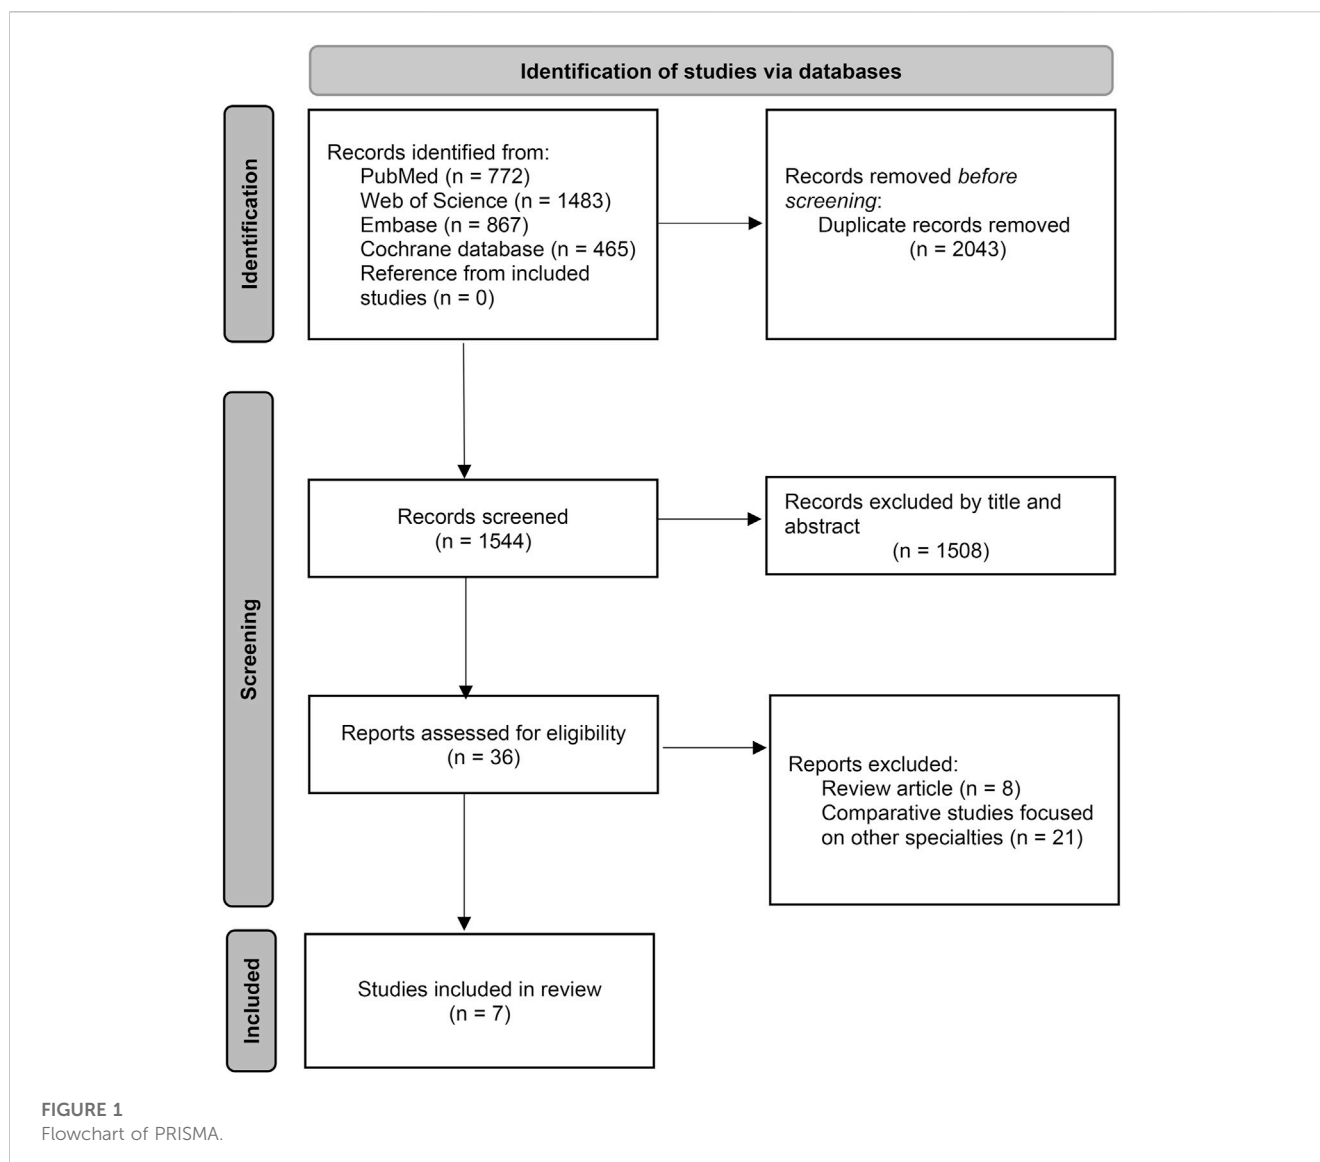 Identification of studies via databases
Identification
Records identified from:
PubMed (n = 772)
Web of Science (n = 1483)
Embase (n = 867)
Cochrane database (n = 465)
Reference from included
studies (n = 0)
Records removed before
screening:
Duplicate records removed
(n = 2043)
Screening
Records screened
(n = 1544)
Records excluded by title and
abstract
(n = 1508)
Reports assessed for eligibility
(n = 36)
Reports excluded:
Review article (n = 8)
Comparative studies focused
on other specialties (n = 21)
Included
Studies included in review
(n = 7)
FIGURE 1
Flowchart of PRISMA.